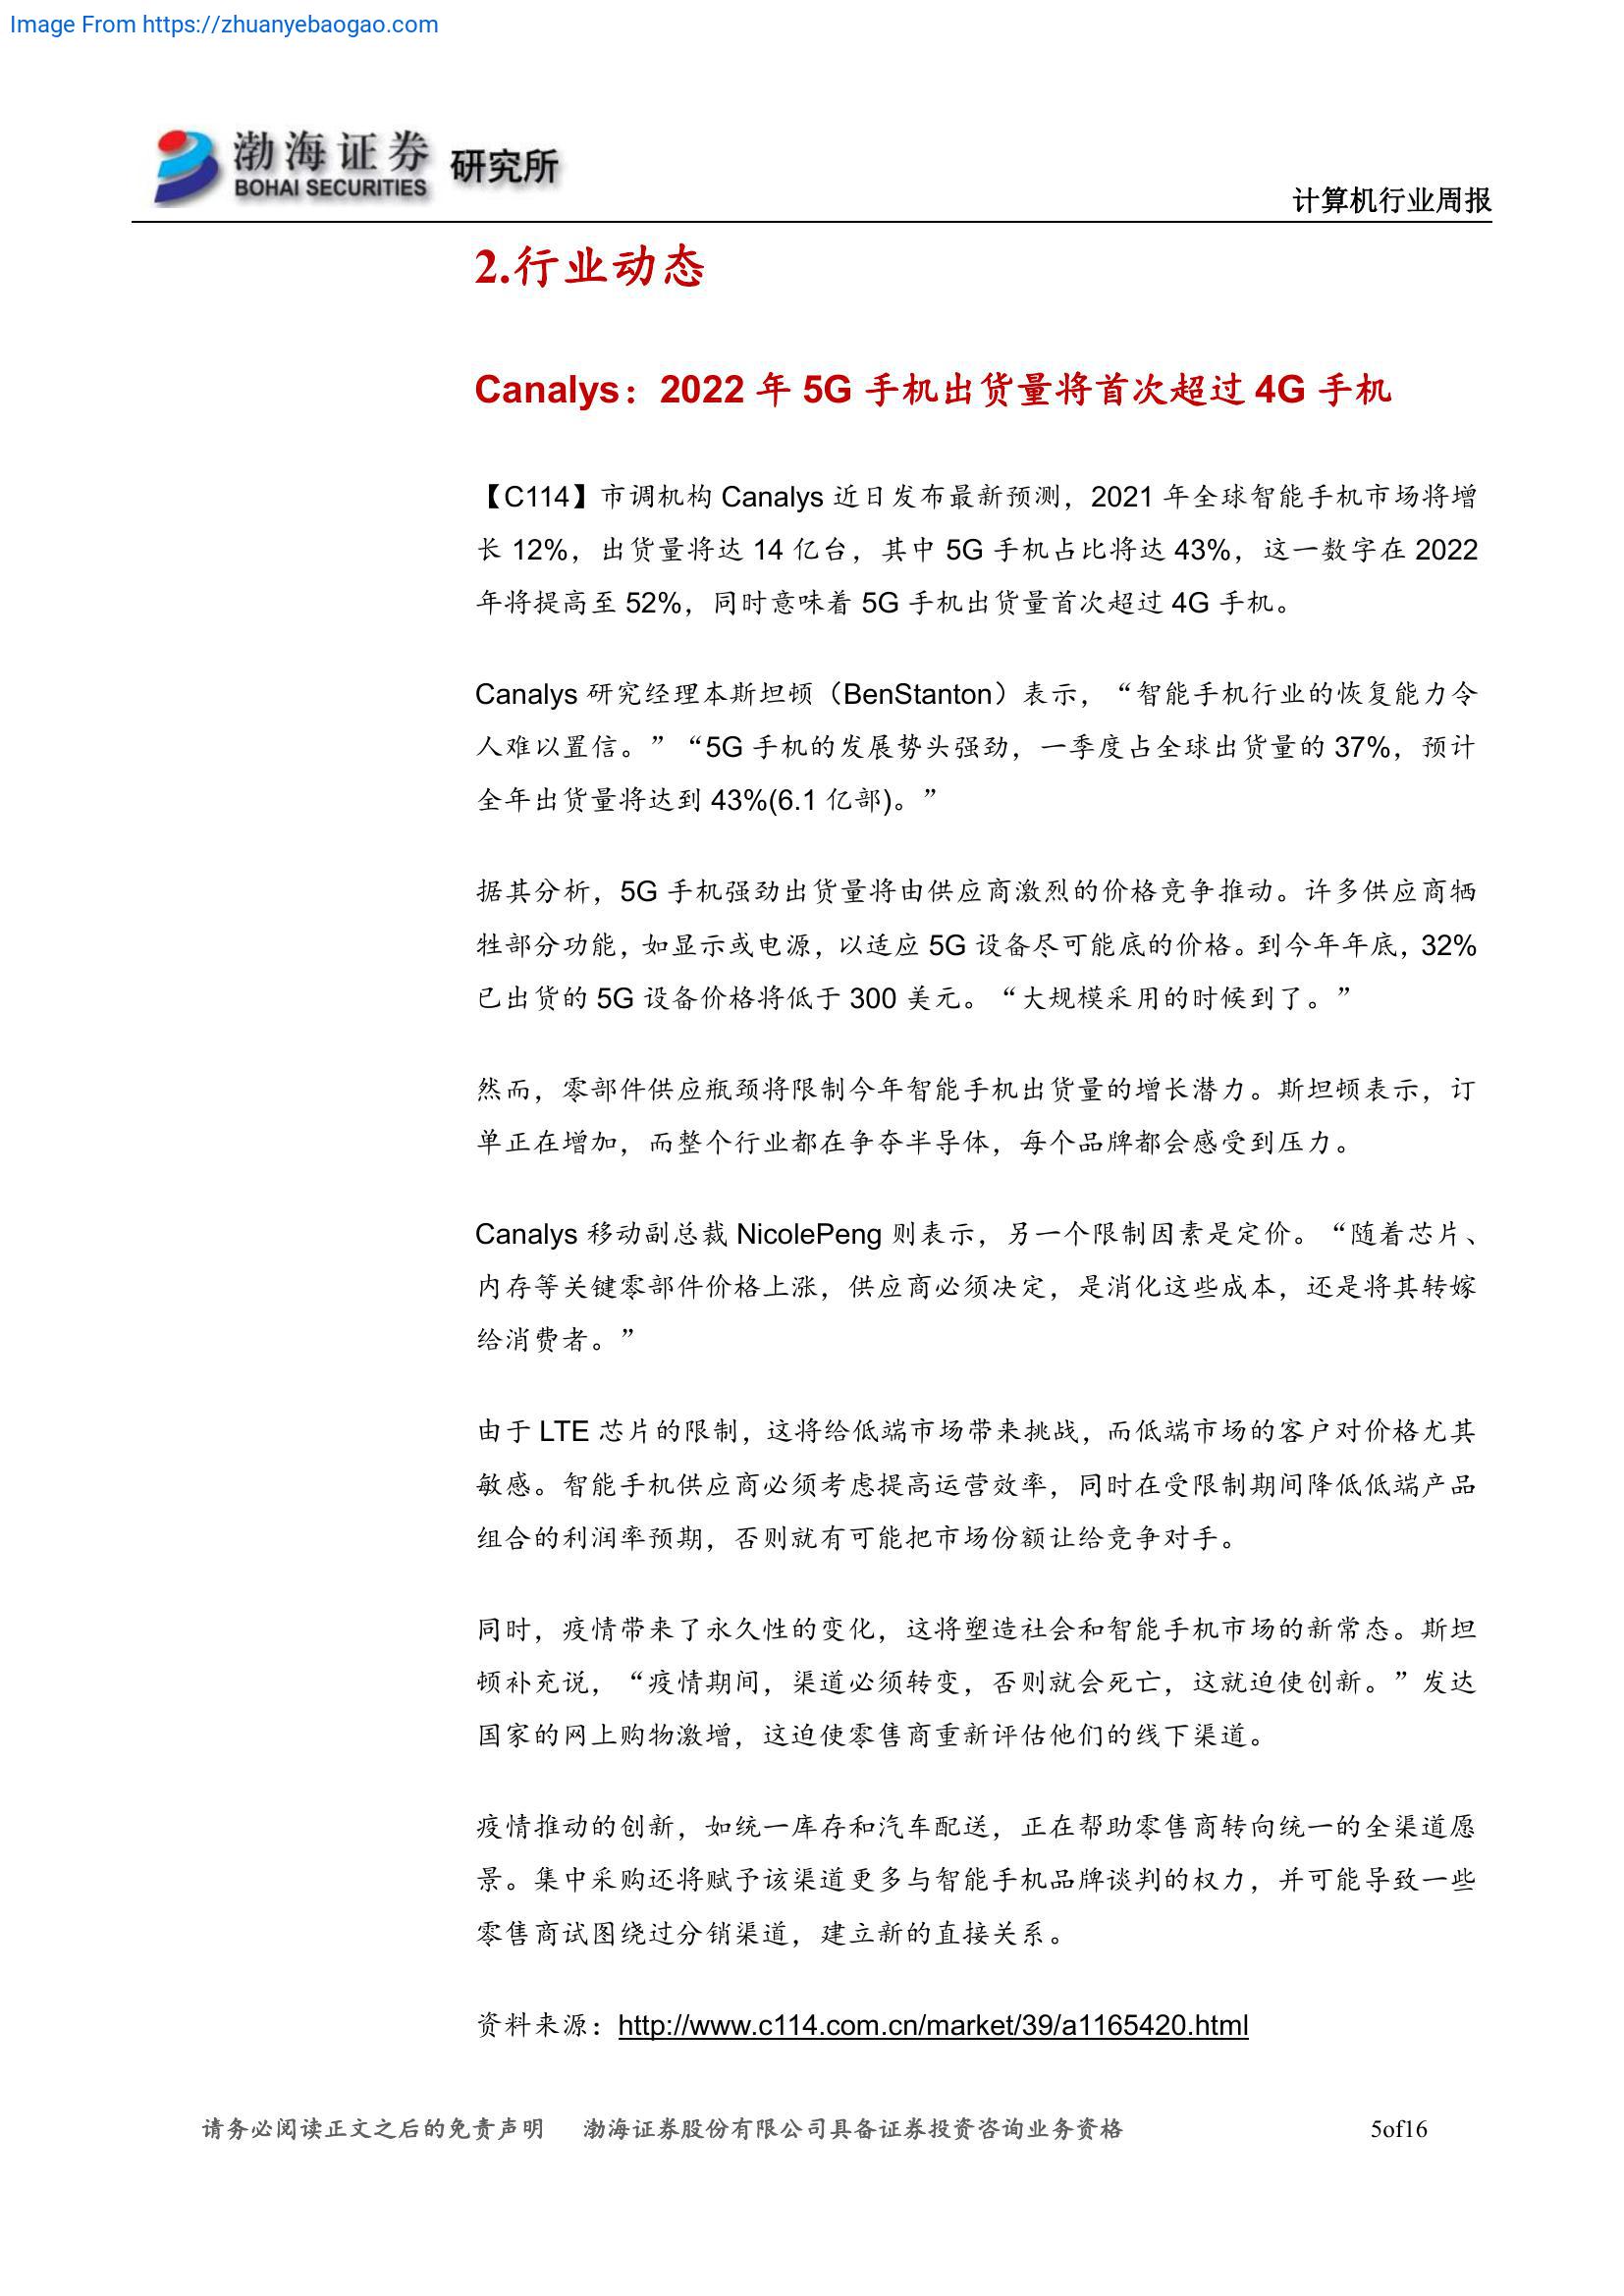 Image From https://zhuanyebaogao.com
渤海证券 研究所
BOHAI SECURITIES
计算机行业周报
2.行业动态
Canalys：2022 年 5G 手机出货量将首次超过 4G 手机
【C114】市调机构 Canalys 近日发布最新预测，2021 年全球智能手机市场将增
长 12%，出货量将达 14 亿台，其中 5G 手机占比将达 43%，这一数字在 2022
年将提高至 52%，同时意味着 5G 手机出货量首次超过 4G 手机。
Canalys 研究经理本斯坦顿（BenStanton）表示，“智能手机行业的恢复能力令
人难以置信。”“5G 手机的发展势头强劲，一季度占全球出货量的 37%，预计
全年出货量将达到 43%(6.1 亿部)。”
据其分析，5G 手机强劲出货量将由供应商激烈的价格竞争推动。许多供应商牺
牲部分功能，如显示或电源，以适应 5G 设备尽可能底的价格。到今年年底，32%
已出货的 5G 设备价格将低于 300 美元。“大规模采用的时候到了。”
然而，零部件供应瓶颈将限制今年智能手机出货量的增长潜力。斯坦顿表示，订
单正在增加，而整个行业都在争夺半导体，每个品牌都会感受到压力。
Canalys 移动副总裁 NicolePeng 则表示，另一个限制因素是定价。“随着芯片、
内存等关键零部件价格上涨，供应商必须决定，是消化这些成本，还是将其转嫁
给消费者。”
由于 LTE 芯片的限制，这将给低端市场带来挑战，而低端市场的客户对价格尤其
敏感。智能手机供应商必须考虑提高运营效率，同时在受限制期间降低低端产品
组合的利润率预期，否则就有可能把市场份额让给竞争对手。
同时，疫情带来了永久性的变化，这将塑造社会和智能手机市场的新常态。斯坦
顿补充说，“疫情期间，渠道必须转变，否则就会死亡，这就迫使创新。”发达
国家的网上购物激增，这迫使零售商重新评估他们的线下渠道。
疫情推动的创新，如统一库存和汽车配送，正在帮助零售商转向统一的全渠道愿
景。集中采购还将赋予该渠道更多与智能手机品牌谈判的权力，并可能导致一些
零售商试图绕过分销渠道，建立新的直接关系。
资料来源：http://www.c114.com.cn/market/39/a1165420.html
请务必阅读正文之后的免责声明 渤海证券股份有限公司具备证券投资咨询业务资格 5of16